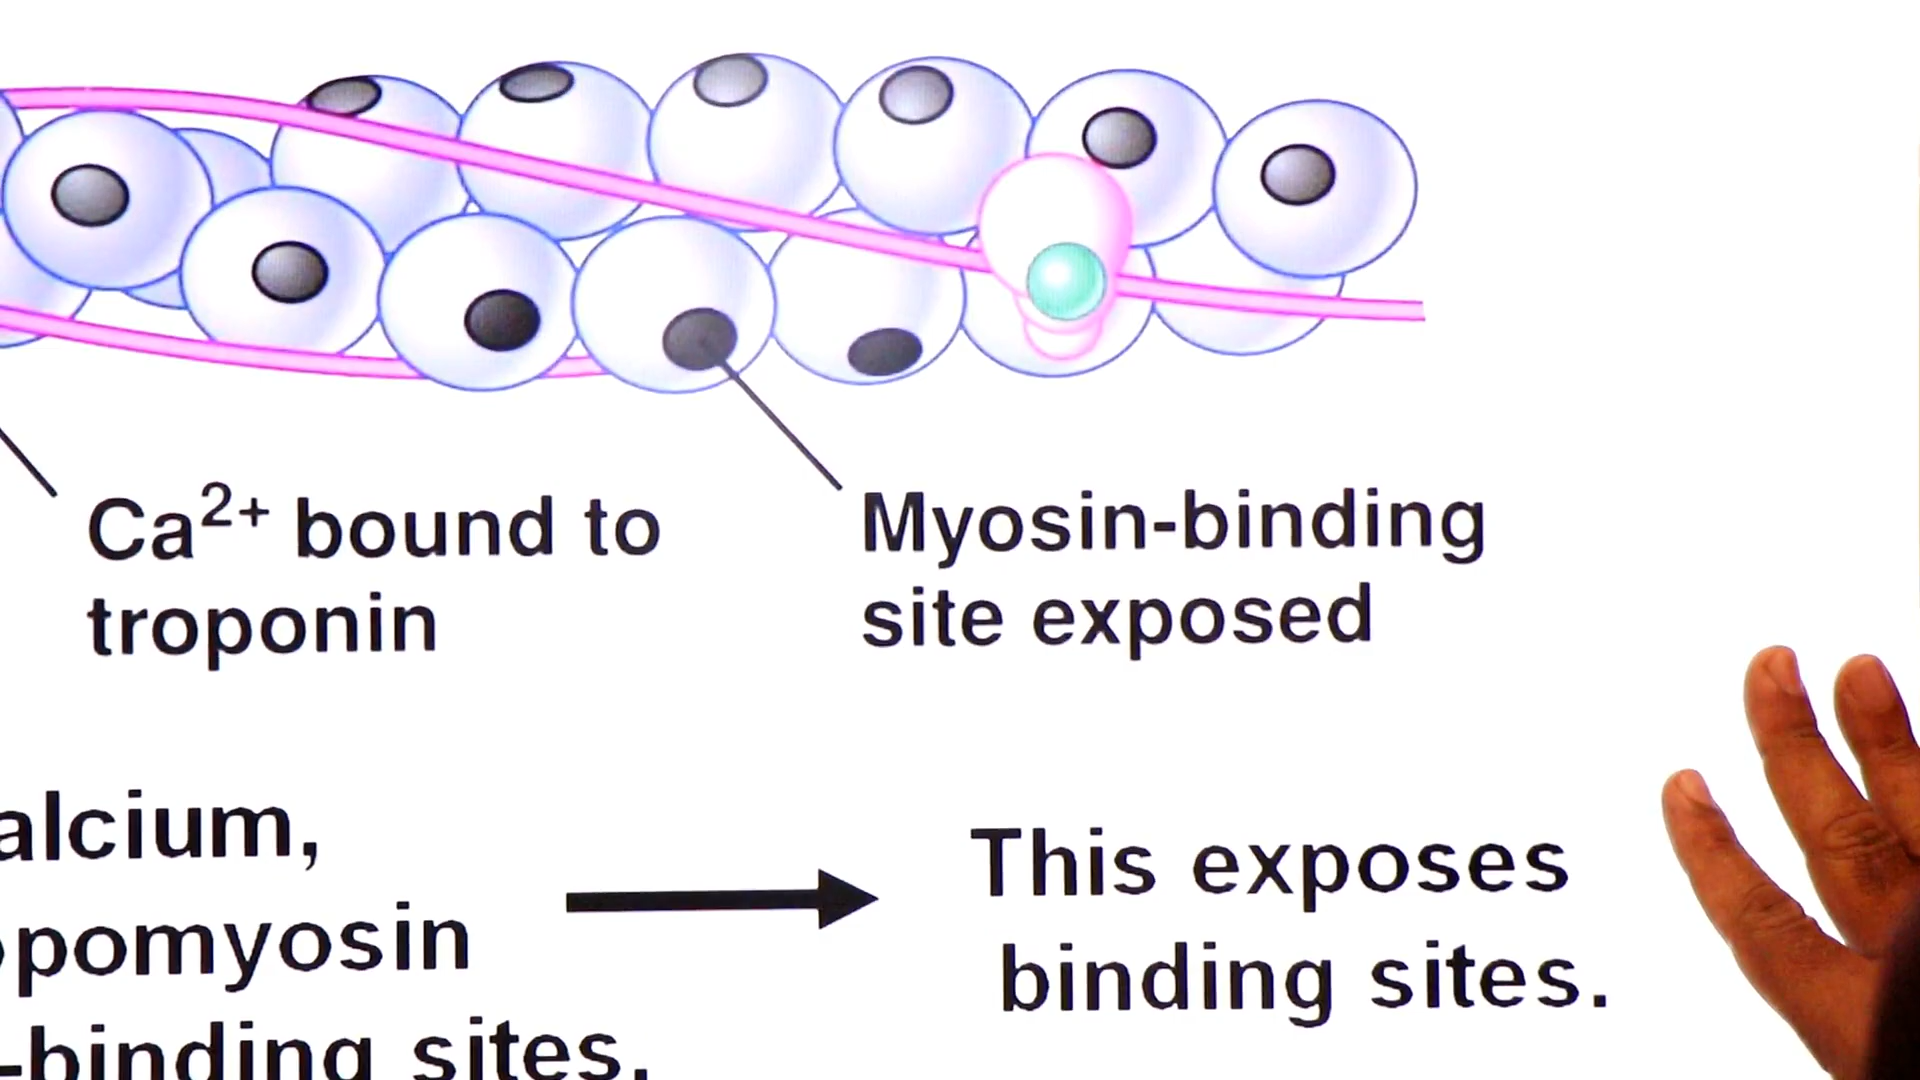 Ca²⁺ bound to
troponin
Myosin-binding
site exposed
alcium,
pomyosin
-binding sites.
This exposes
binding sites.